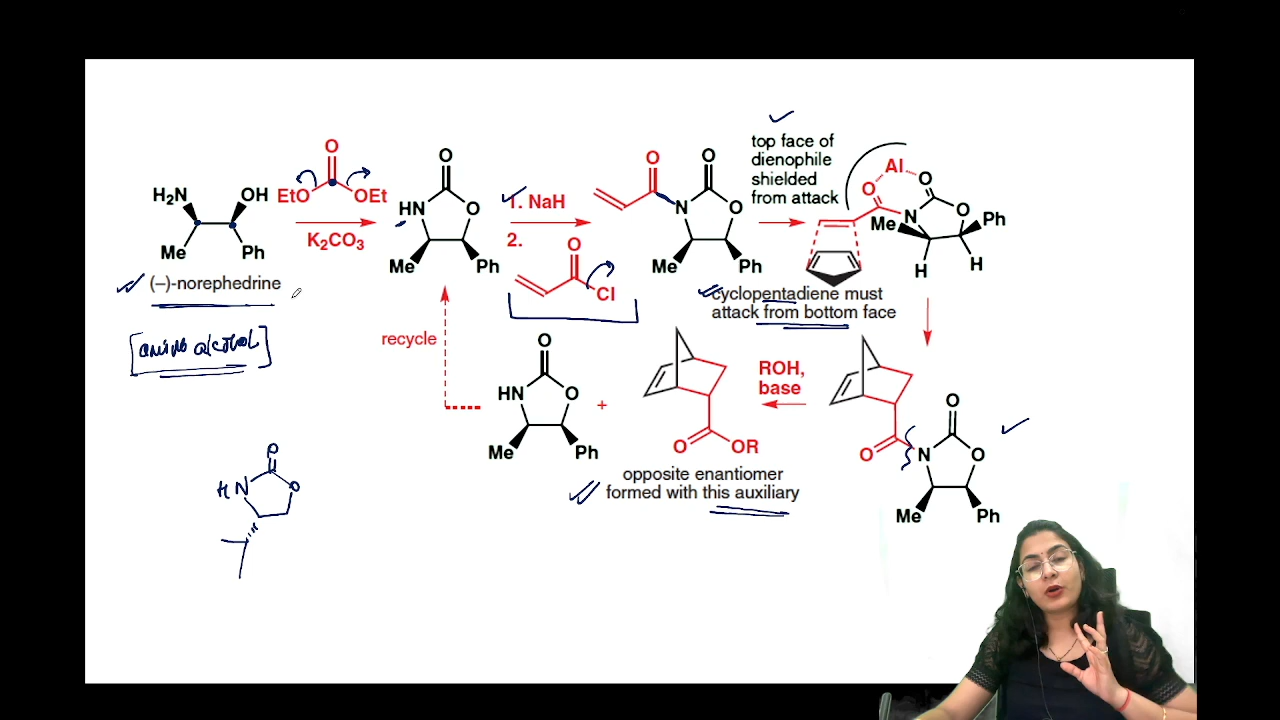 O
EtO OEt
K2CO3
H2N OH
Me Ph
(–)-norephedrine
[amino alcohol]
O
HN O
Me Ph
1. NaH
2.
O
Cl
O O
N O
Me Ph
top face of
dienophile
shielded
from attack
Al
O O
N O
Me Ph
H H
cyclopentadiene must
attack from bottom face
recycle
O
HN O
Me Ph
+
O OR
opposite enantiomer
formed with this auxiliary
ROH,
base
O
O N O
Me Ph
O
H N O